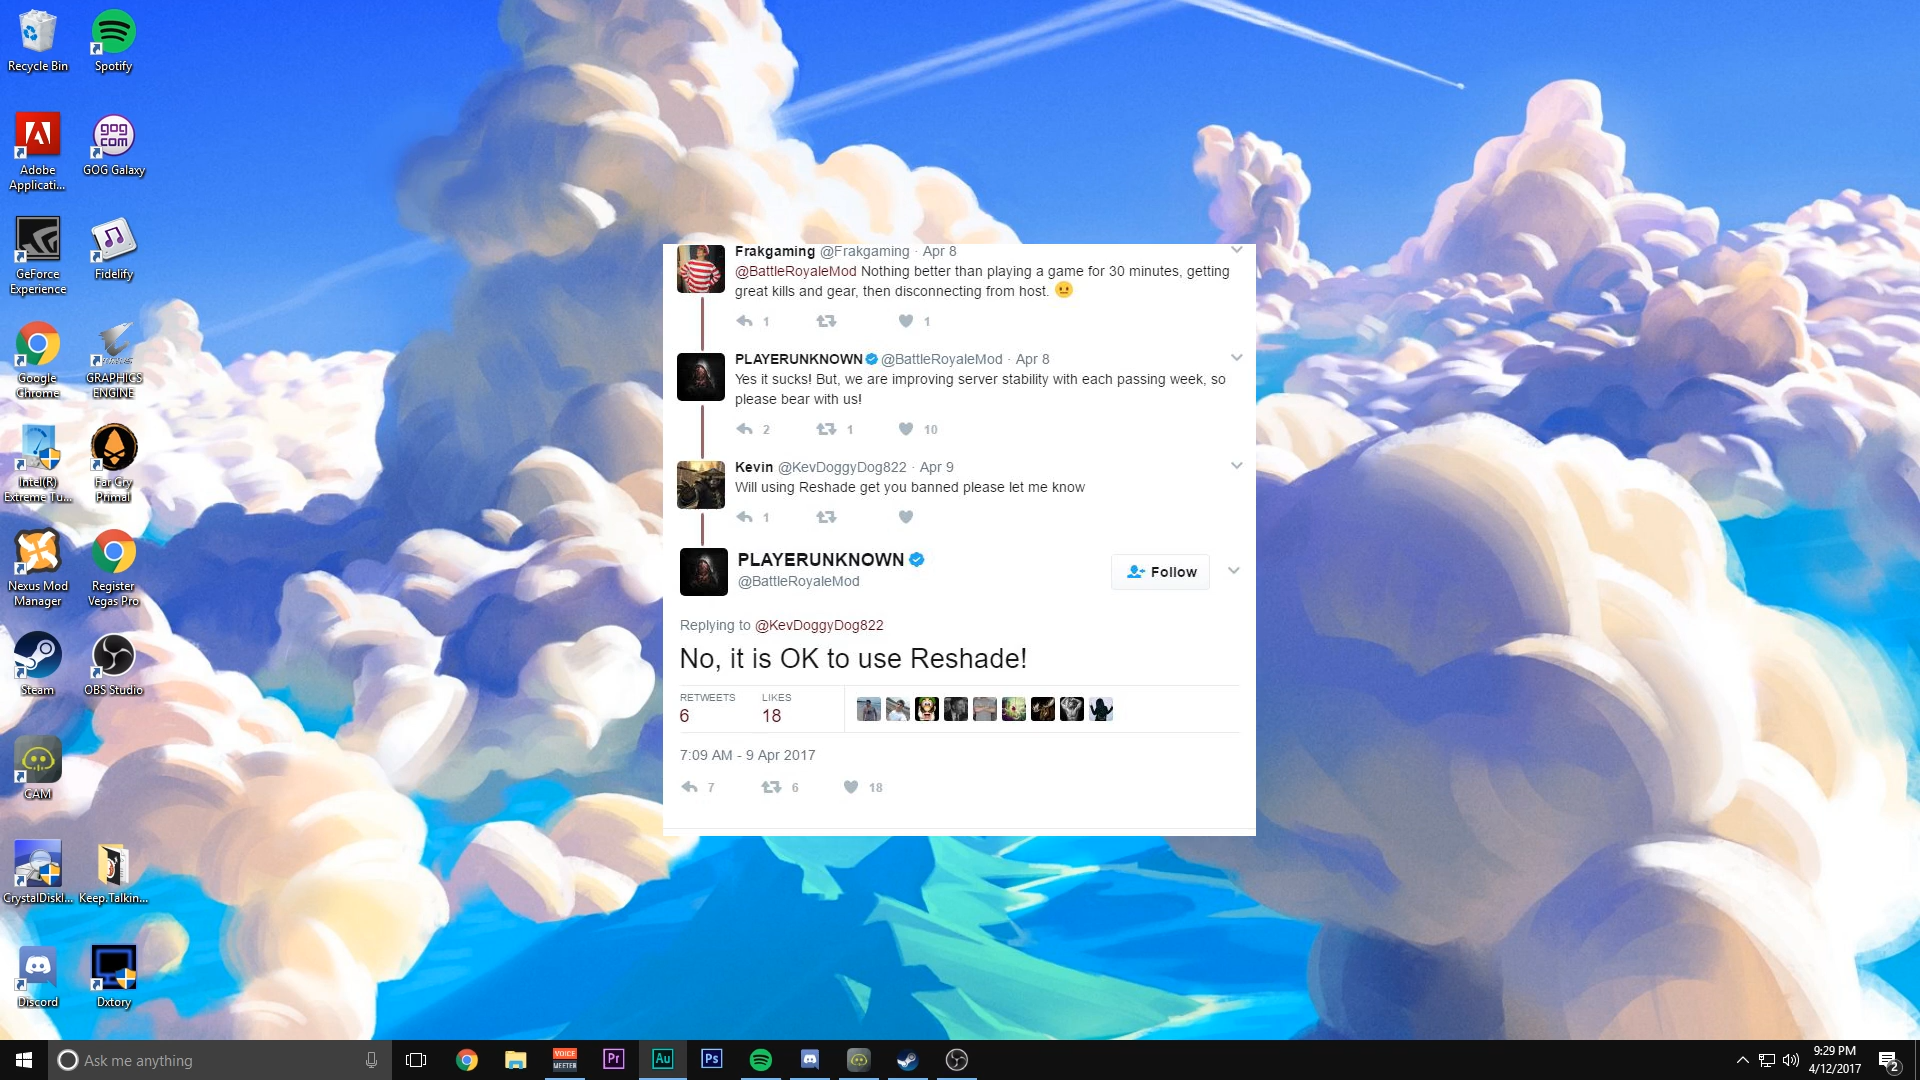 Recycle Bin
Spotify
Adobe
Applicati...
gog
com
GOG Galaxy
GeForce
Experience
Fidelify
Google
Chrome
GRAPHICS
ENGINE
Intel(R)
Extreme Tu...
Far Cry
Primal
Nexus Mod
Manager
Register
Vegas Pro
Steam
OBS Studio
CAM
CrystalDiskI...
Keep.Talkin...
Discord
Dxtory
Frakgaming @Frakgaming · Apr 8
@BattleRoyaleMod Nothing better than playing a game for 30 minutes, getting
great kills and gear, then disconnecting from host. 😐
1 1
PLAYERUNKNOWN @BattleRoyaleMod · Apr 8
Yes it sucks! But, we are improving server stability with each passing week, so
please bear with us!
2 1 10
Kevin @KevDoggyDog822 · Apr 9
Will using Reshade get you banned please let me know
1
PLAYERUNKNOWN
@BattleRoyaleMod
Follow
Replying to @KevDoggyDog822
No, it is OK to use Reshade!
RETWEETS LIKES
6 18
7:09 AM - 9 Apr 2017
7 6 18
Ask me anything
VOICE
MEETER
Pr
Au
Ps
9:29 PM
4/12/2017
2